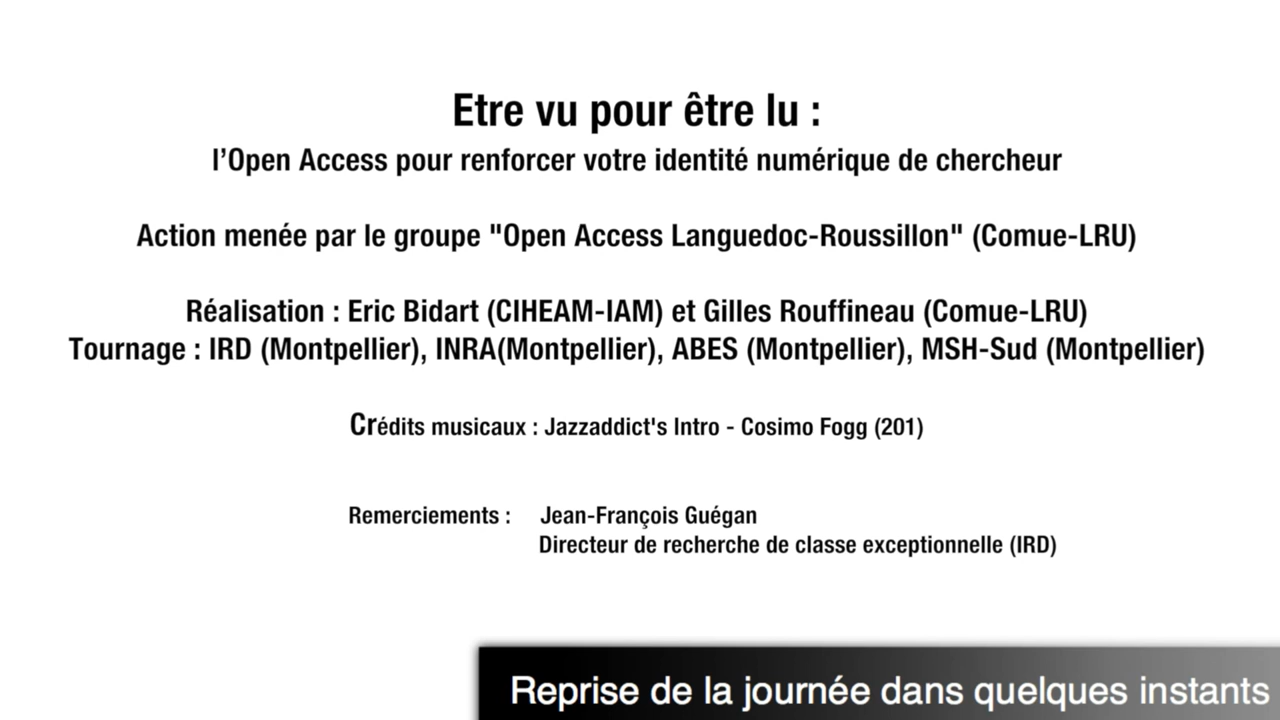 Etre vu pour être lu :
l’Open Access pour renforcer votre identité numérique de chercheur
Action menée par le groupe "Open Access Languedoc-Roussillon" (Comue-LRU)
Réalisation : Eric Bidart (CIHEAM-IAM) et Gilles Rouffineau (Comue-LRU)
Tournage : IRD (Montpellier), INRA(Montpellier), ABES (Montpellier), MSH-Sud (Montpellier)
Crédits musicaux : Jazzaddict's Intro - Cosimo Fogg (201)
Remerciements : Jean-François Guégan
Directeur de recherche de classe exceptionnelle (IRD)
Reprise de la journée dans quelques instants